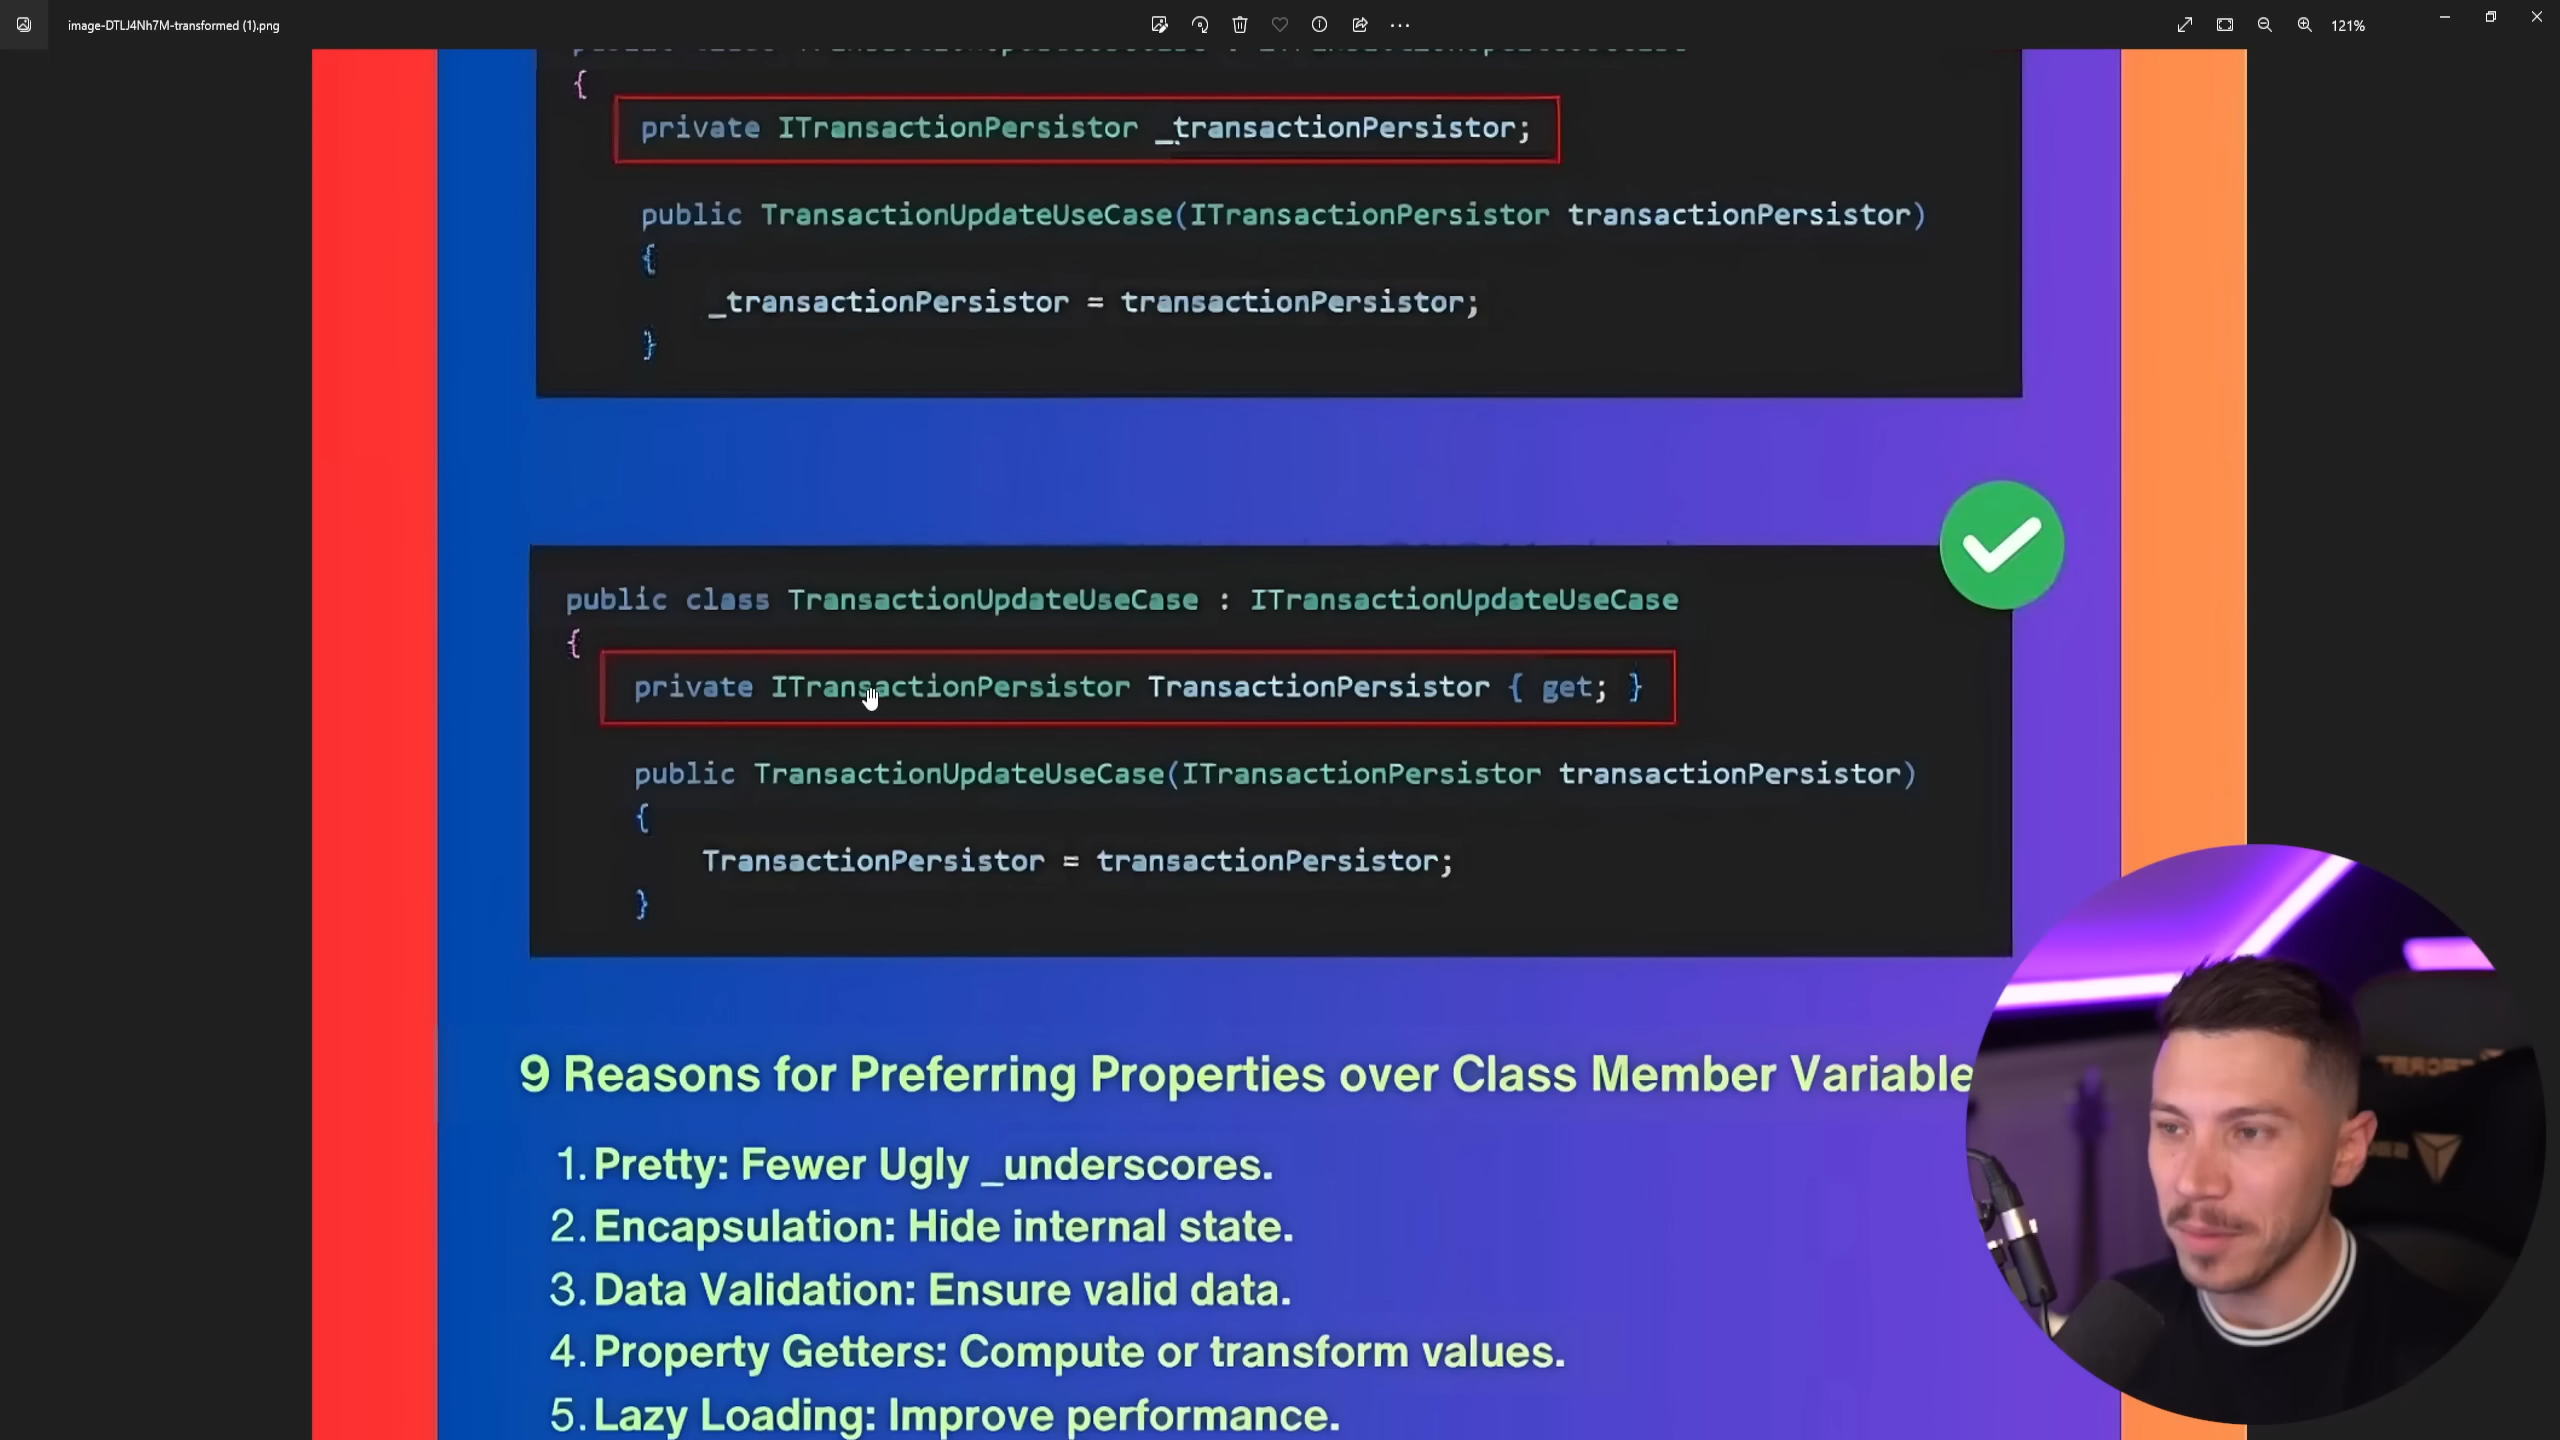 image-DTLJ4Nh7M-transformed (1).png
121%
{
private ITransactionPersistor _transactionPersistor;
public TransactionUpdateUseCase(ITransactionPersistor transactionPersistor)
{
_transactionPersistor = transactionPersistor;
}
public class TransactionUpdateUseCase : ITransactionUpdateUseCase
{
private ITransactionPersistor TransactionPersistor { get; }
public TransactionUpdateUseCase(ITransactionPersistor transactionPersistor)
{
TransactionPersistor = transactionPersistor;
}
9 Reasons for Preferring Properties over Class Member Variable
1. Pretty: Fewer Ugly _underscores.
2. Encapsulation: Hide internal state.
3. Data Validation: Ensure valid data.
4. Property Getters: Compute or transform values.
5. Lazy Loading: Improve performance.